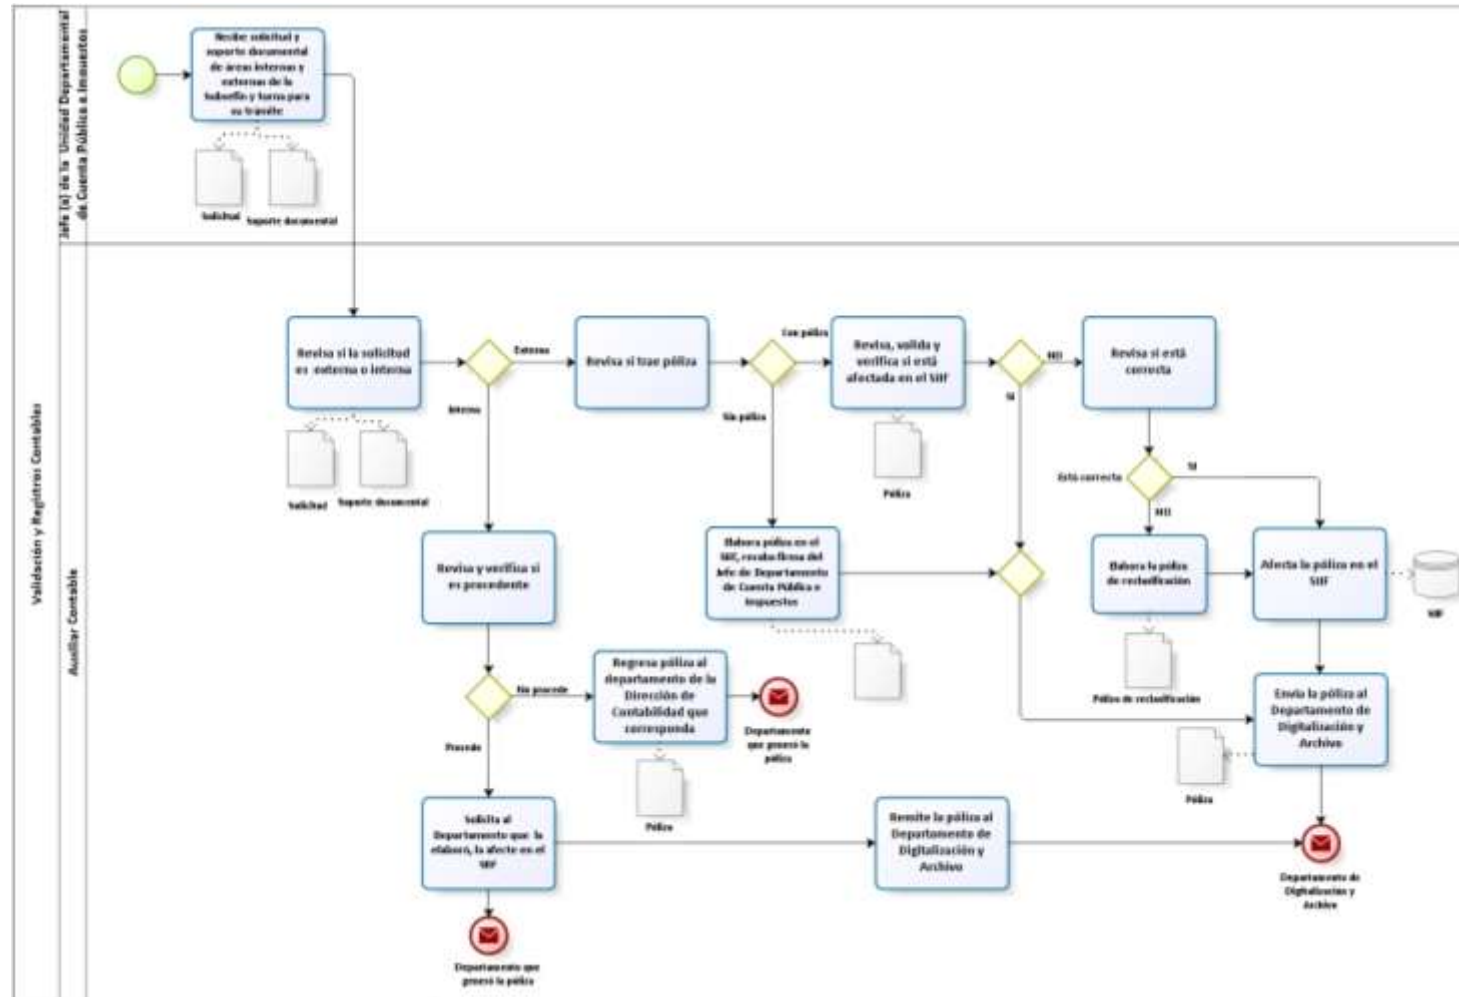 Validación y Registros Contables
Jefe (a) de la Unidad Departamental
de Cuenta Pública e Impuestos
Recibe solicitud y
soporte documental
de áreas internas y
externas de la
Subsefin y turna para
su trámite
Solicitud
Soporte documental
Auxiliar Contable
Revisa si la solicitud
es externa o interna
Solicitud
Soporte documental
Externa
Interna
Revisa si trae póliza
Con póliza
Sin póliza
Revisa, valida y
verifica si está
afectada en el SIIF
Póliza
NO
SI
Revisa si está
correcta
Está correcta
SI
NO
Revisa y verifica si
es procedente
Elabora póliza en el
SIIF, recaba firma del
Jefe de Departamento
de Cuenta Pública e
Impuestos
Elabora la póliza
de reclasificación
Póliza de reclasificación
Afecta la póliza en el
SIIF
SIIF
No procede
Procede
Regresa póliza al
departamento de la
Dirección de
Contabilidad que
corresponda
Póliza
Departamento
que generó la
póliza
Envía la póliza al
Departamento de
Digitalización y
Archivo
Póliza
Solicita al
Departamento que la
elaboró, la afecte en el
SIIF
Remite la póliza al
Departamento de
Digitalización y
Archivo
Departamento de
Digitalización y
Archivo
Departamento que
generó la póliza